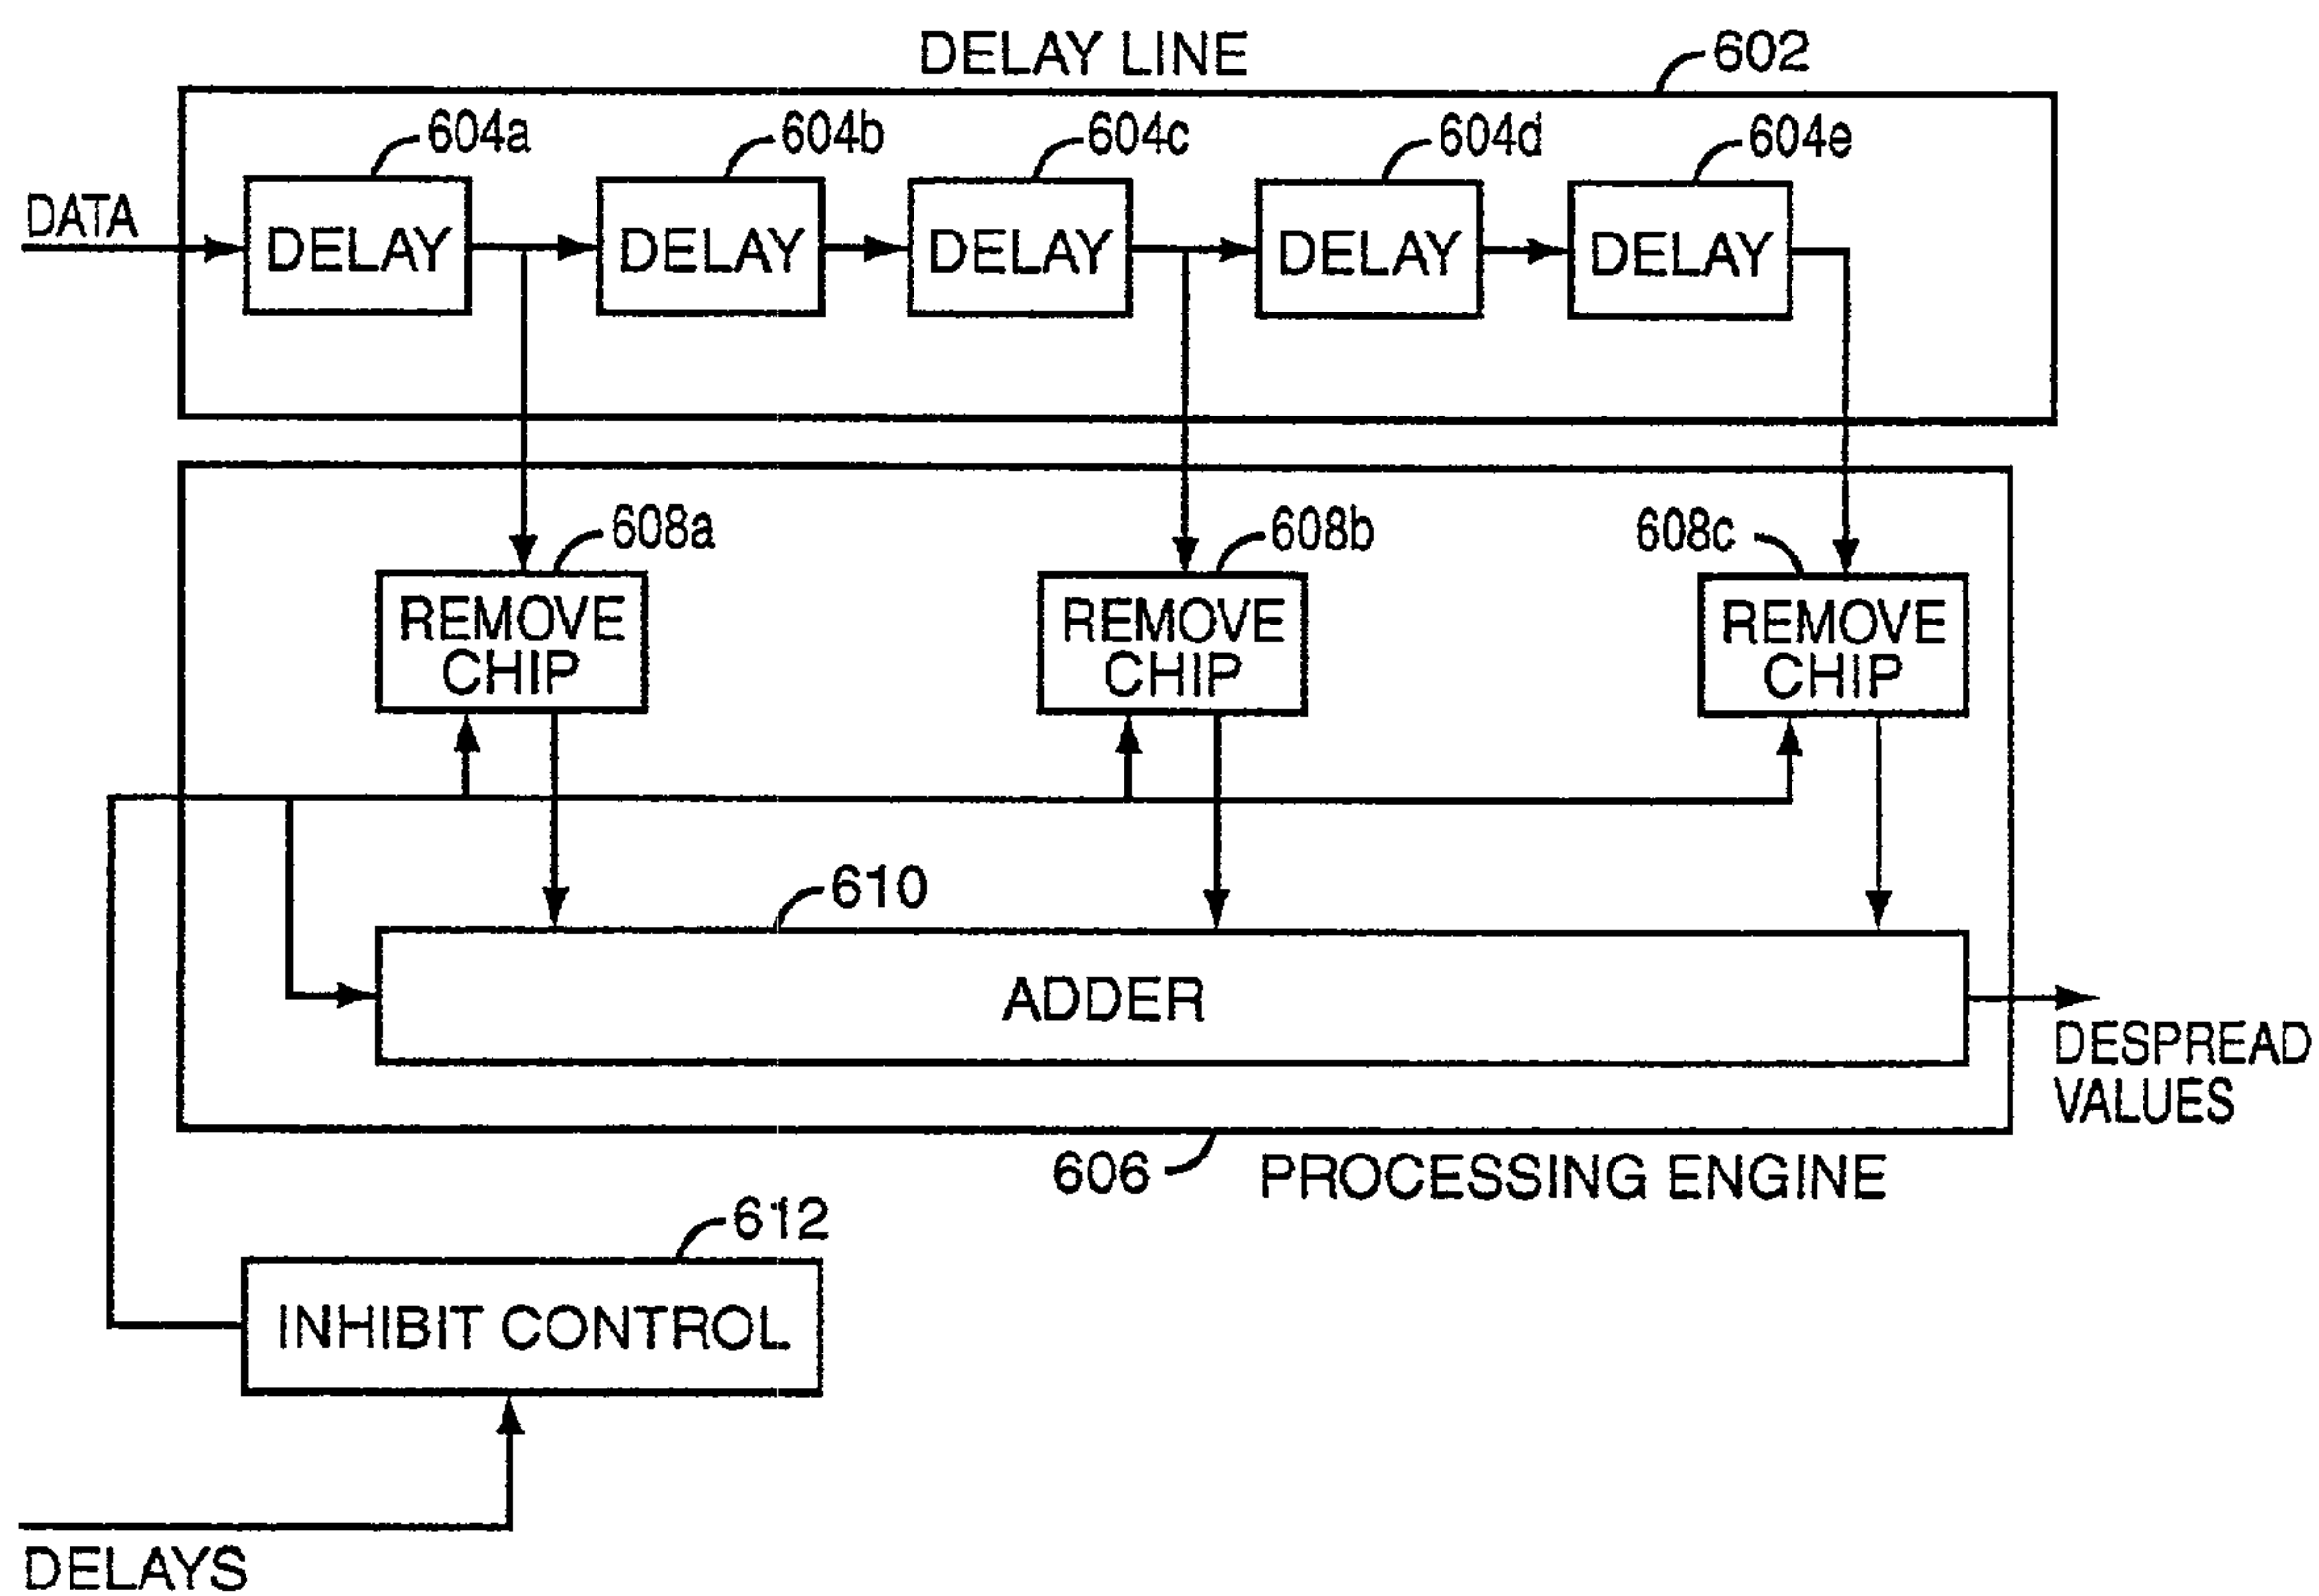 DELAY LINE 602
604a 604b 604c 604d 604e
DATA
DELAY DELAY DELAY DELAY DELAY
608a 608b 608c
REMOVE CHIP
REMOVE CHIP
REMOVE CHIP
610
ADDER
DESPREAD
VALUES
606 PROCESSING ENGINE
612
INHIBIT CONTROL
DELAYS